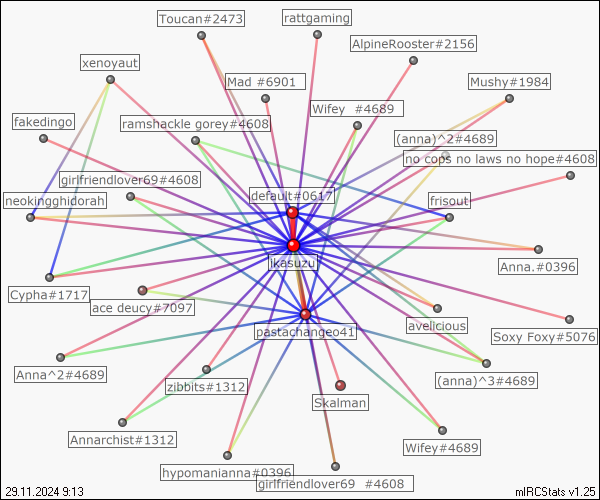 Toucan#2473
rattgaming
AlpineRooster#2156
xenoyaut
Mad #6901
Mushy#1984
Wifey #4689
fakedingo
ramshackle gorey#4608
(anna)^2#4689
no cops no laws no hope#4608
girlfriendlover69#4608
default#0617
neokingghidorah
frisout
jkasuzu
Anna.#0396
Cypha#1717
ace deucy#7097
avelicious
pastachangeo41
Soxy Foxy#5076
Anna^2#4689
zibbits#1312
(anna)^3#4689
Skalman
Annarchist#1312
Wifey#4689
hypomanianna#0396
girlfriendlover69 #4608
29.11.2024 9:13
mIRCStats v1.25